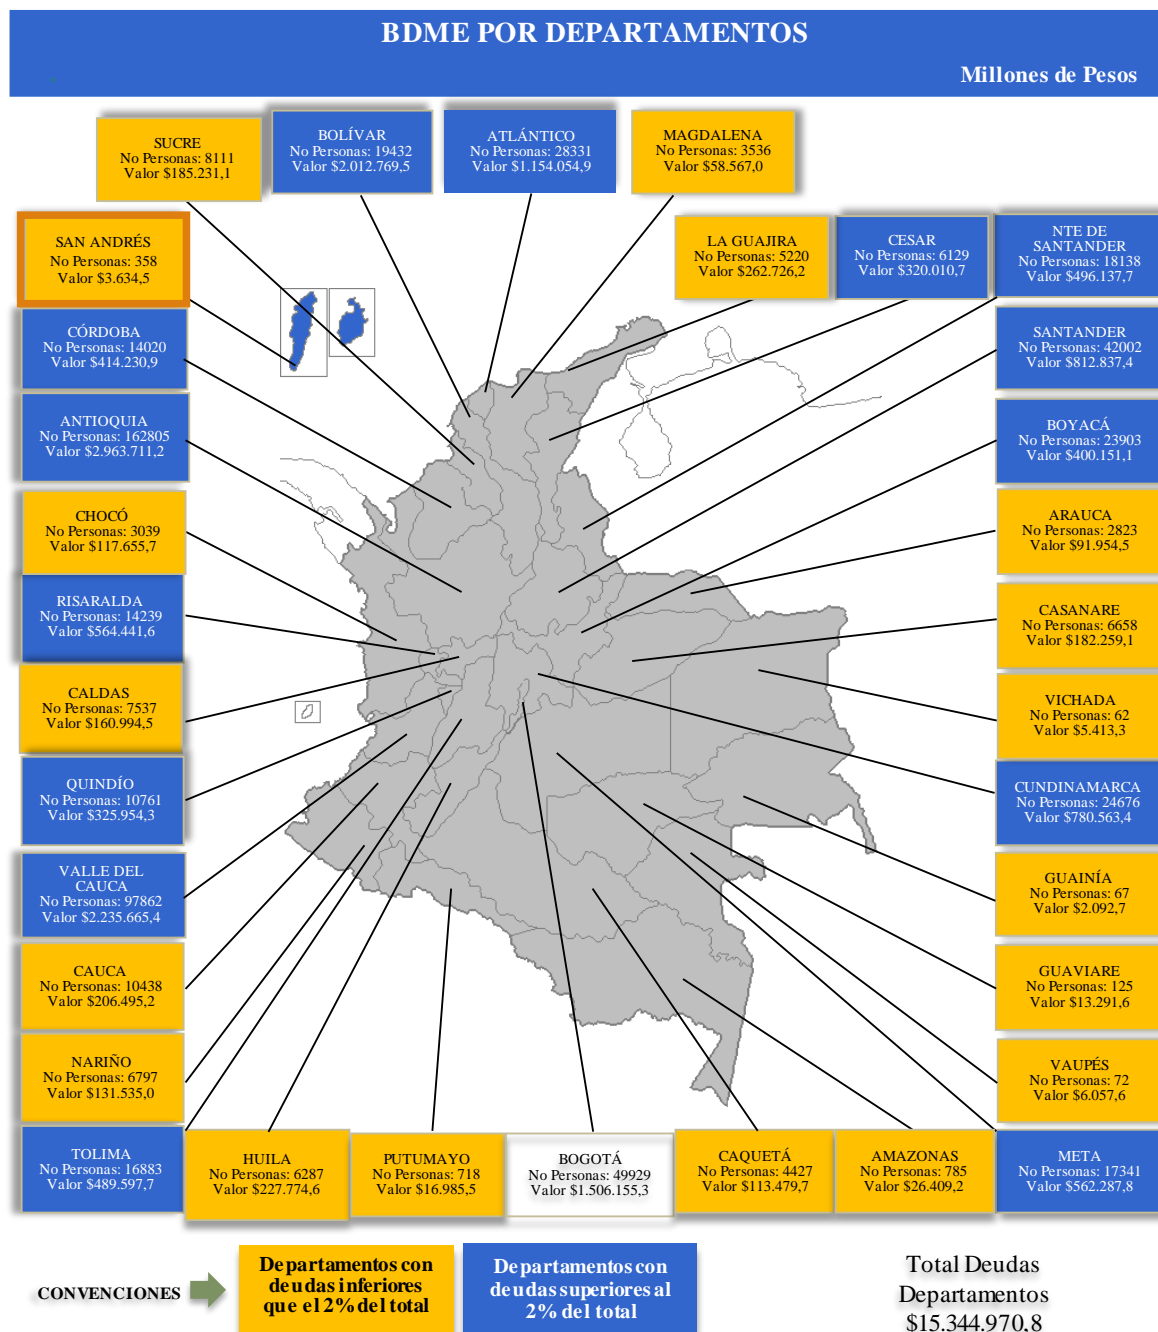 BDME POR DEPARTAMENTOS
Millones de Pesos
SUCRE
No Personas: 8111
Valor $185.231,1
BOLÍVAR
No Personas: 19432
Valor $2.012.769,5
ATLÁNTICO
No Personas: 28331
Valor $1.154.054,9
MAGDALENA
No Personas: 3536
Valor $58.567,0
SAN ANDRÉS
No Personas: 358
Valor $3.634,5
LA GUAJIRA
No Personas: 5220
Valor $262.726,2
CESAR
No Personas: 6129
Valor $320.010,7
NTE DE
SANTANDER
No Personas: 18138
Valor $496.137,7
CÓRDOBA
No Personas: 14020
Valor $414.230,9
SANTANDER
No Personas: 42002
Valor $812.837,4
ANTIOQUIA
No Personas: 162805
Valor $2.963.711,2
BOYACÁ
No Personas: 23903
Valor $400.151,1
CHOCÓ
No Personas: 3039
Valor $117.655,7
ARAUCA
No Personas: 2823
Valor $91.954,5
RISARALDA
No Personas: 14239
Valor $564.441,6
CASANARE
No Personas: 6658
Valor $182.259,1
CALDAS
No Personas: 7537
Valor $160.994,5
VICHADA
No Personas: 62
Valor $5.413,3
QUINDÍO
No Personas: 10761
Valor $325.954,3
CUNDINAMARCA
No Personas: 24676
Valor $780.563,4
VALLE DEL
CAUCA
No Personas: 97862
Valor $2.235.665,4
GUAINÍA
No Personas: 67
Valor $2.092,7
CAUCA
No Personas: 10438
Valor $206.495,2
GUAVIARE
No Personas: 125
Valor $13.291,6
NARIÑO
No Personas: 6797
Valor $131.535,0
VAUPÉS
No Personas: 72
Valor $6.057,6
TOLIMA
No Personas: 16883
Valor $489.597,7
HUILA
No Personas: 6287
Valor $227.774,6
PUTUMAYO
No Personas: 718
Valor $16.985,5
BOGOTÁ
No Personas: 49929
Valor $1.506.155,3
CAQUETÁ
No Personas: 4427
Valor $113.479,7
AMAZONAS
No Personas: 785
Valor $26.409,2
META
No Personas: 17341
Valor $562.287,8
CONVENCIONES
Departamentos con
deudas inferiores
que el 2% del total
Departamentos con
deudas superiores al
2% del total
Total Deudas
Departamentos
$15.344.970,8